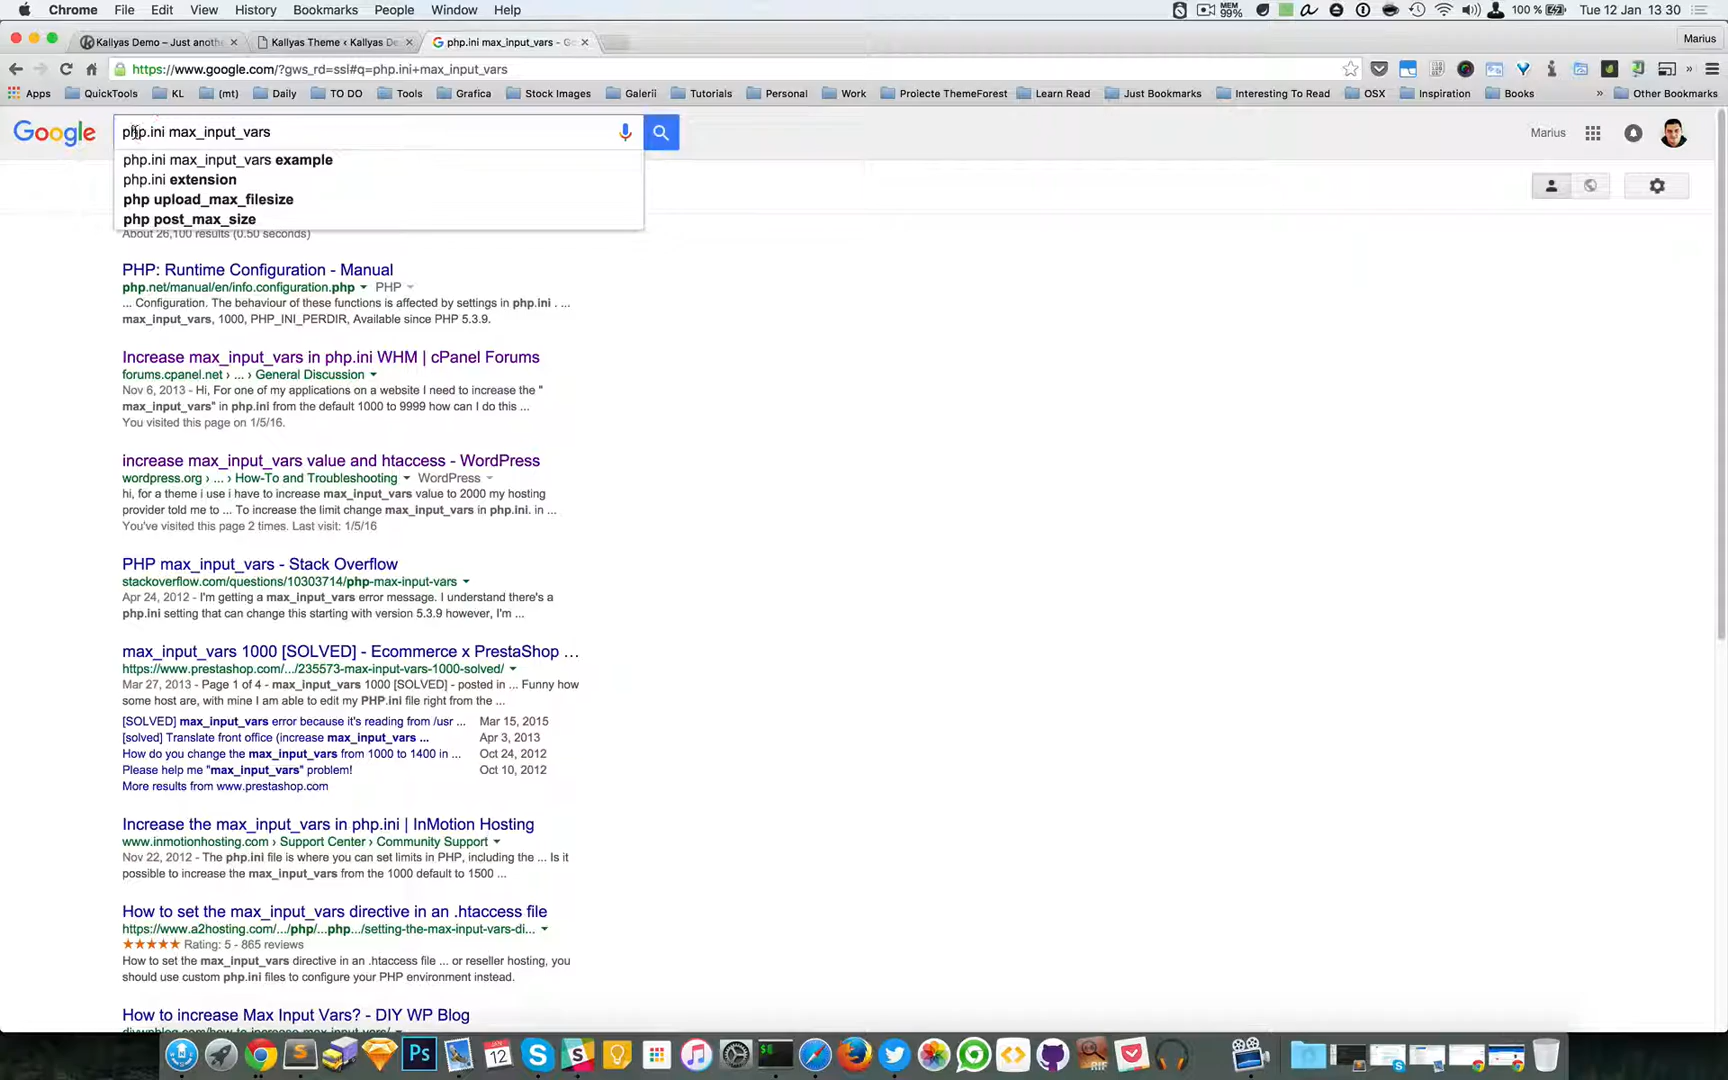 Chrome File Edit View History Bookmarks People Window Help
MEM 99% 100 % Tue 12 Jan 13 30
Kallyas Demo – Just anoth
Kallyas Theme ‹ Kallyas De
php.ini max_input_vars - G
Marius
https://www.google.com/?gws_rd=ssl#q=php.ini+max_input_vars
Apps QuickTools KL (mt) Daily TO DO Tools Grafica Stock Images Galerii Tutorials Personal Work Proiecte ThemeForest Learn Read Just Bookmarks Interesting To Read OSX Inspiration Books » Other Bookmarks
Google
php.ini max_input_vars
Marius
php.ini max_input_vars example
php.ini extension
php upload_max_filesize
php post_max_size
About 26,100 results (0.50 seconds)
PHP: Runtime Configuration - Manual
php.net/manual/en/info.configuration.php PHP
... Configuration. The behaviour of these functions is affected by settings in php.ini . ...
max_input_vars, 1000, PHP_INI_PERDIR, Available since PHP 5.3.9.
Increase max_input_vars in php.ini WHM | cPanel Forums
forums.cpanel.net › ... › General Discussion
Nov 6, 2013 - Hi, For one of my applications on a website I need to increase the "
max_input_vars" in php.ini from the default 1000 to 9999 how can I do this ...
You visited this page on 1/5/16.
increase max_input_vars value and htaccess - WordPress
wordpress.org › ... › How-To and Troubleshooting WordPress
hi, for a theme i use i have to increase max_input_vars value to 2000 my hosting
provider told me to ... To increase the limit change max_input_vars in php.ini. in ...
You've visited this page 2 times. Last visit: 1/5/16
PHP max_input_vars - Stack Overflow
stackoverflow.com/questions/10303714/php-max-input-vars
Apr 24, 2012 - I'm getting a max_input_vars error message. I understand there's a
php.ini setting that can change this starting with version 5.3.9 however, I'm ...
max_input_vars 1000 [SOLVED] - Ecommerce x PrestaShop ...
https://www.prestashop.com/.../235573-max-input-vars-1000-solved/
Mar 27, 2013 - Page 1 of 4 - max_input_vars 1000 [SOLVED] - posted in ... Funny how
some host are, with mine I am able to edit my PHP.ini file right from the ...
[SOLVED] max_input_vars error because it's reading from /usr ... Mar 15, 2015
[solved] Translate front office (increase max_input_vars ... Apr 3, 2013
How do you change the max_input_vars from 1000 to 1400 in ... Oct 24, 2012
Please help me "max_input_vars" problem! Oct 10, 2012
More results from www.prestashop.com
Increase the max_input_vars in php.ini | InMotion Hosting
www.inmotionhosting.com › Support Center › Community Support
Nov 22, 2012 - The php.ini file is where you can set limits in PHP, including the ... Is it
possible to increase the max_input_vars from the 1000 default to 1500 ...
How to set the max_input_vars directive in an .htaccess file
https://www.a2hosting.com/.../php/...php.../setting-the-max-input-vars-di...
Rating: 5 - 865 reviews
How to set the max_input_vars directive in an .htaccess file ... or reseller hosting, you
should use custom php.ini files to configure your PHP environment instead.
How to increase Max Input Vars? - DIY WP Blog
diywpblog.com/how-to-increase-max-input-vars/
Ps
JAN
12